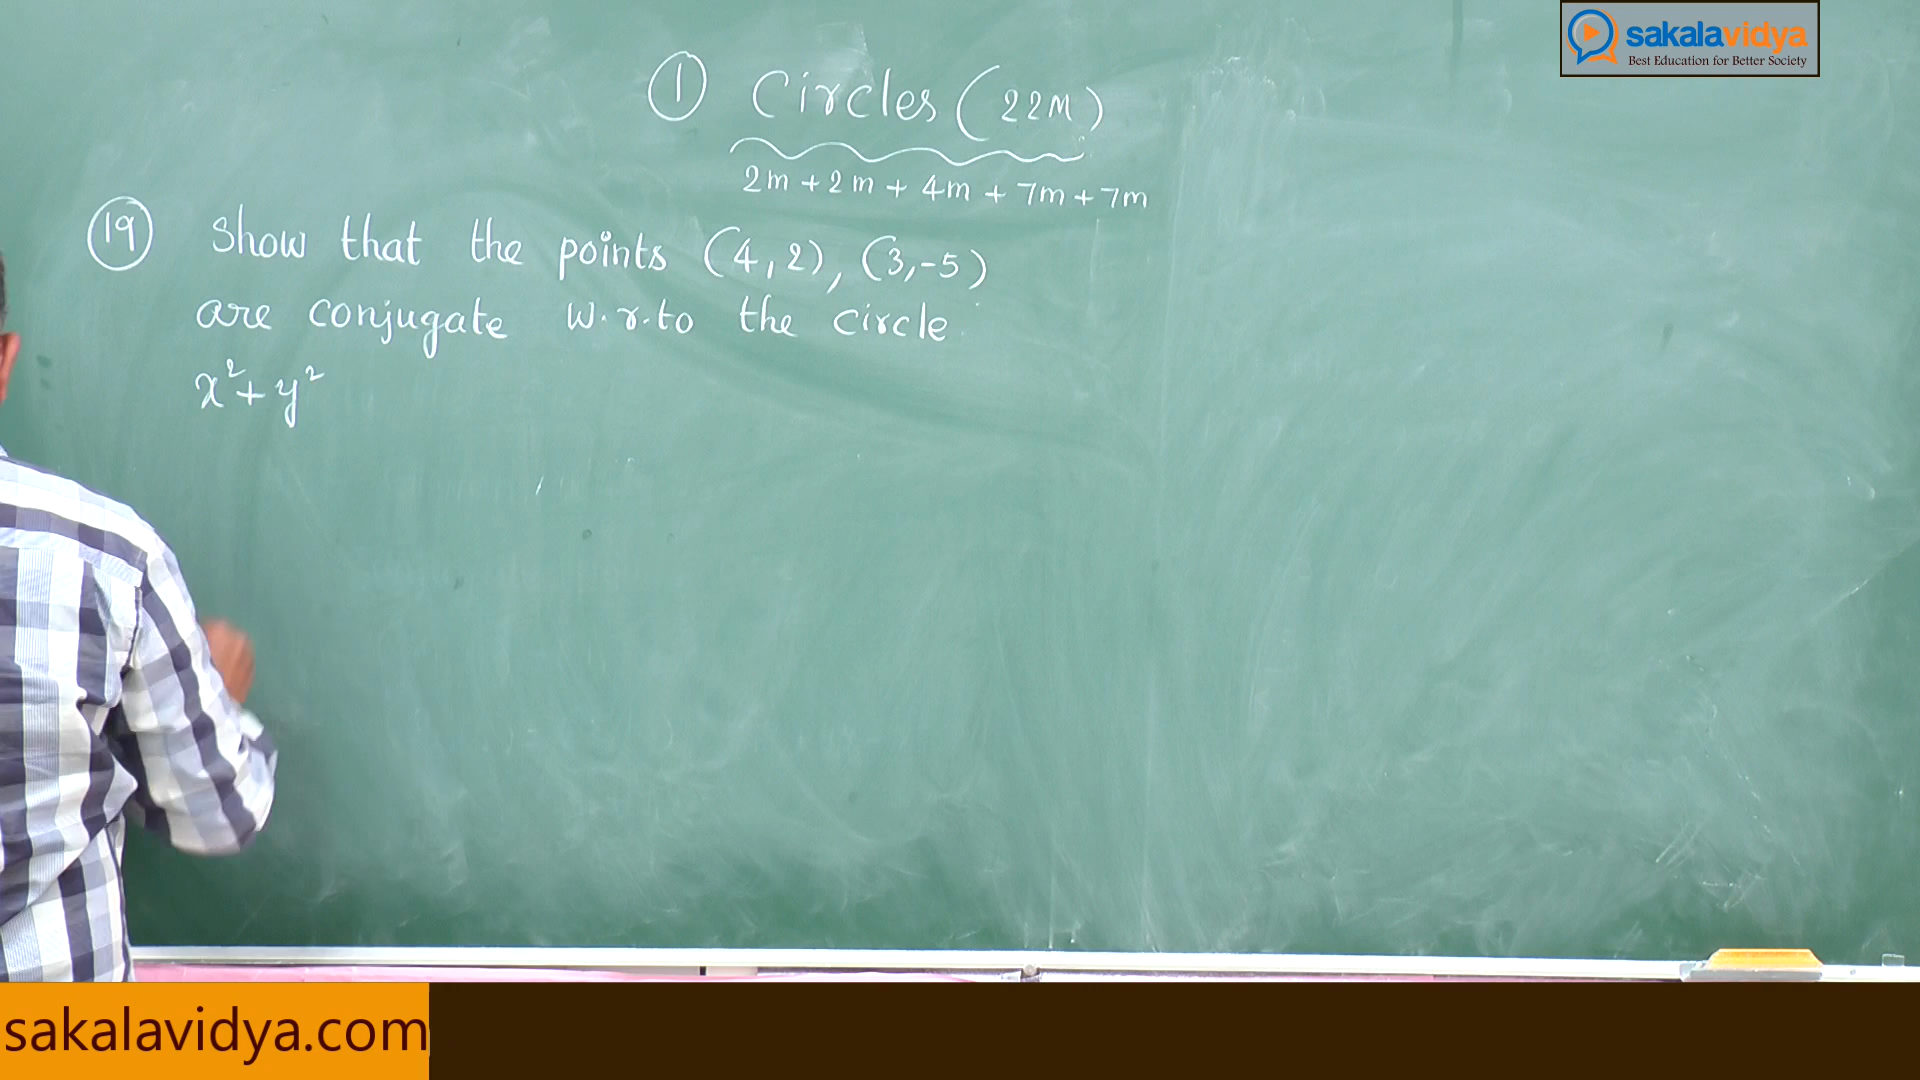 sakalavidya
Best Education for Better Society
① Circles (22M)
2m + 2m + 4m + 7m + 7m
⑲ Show that the points (4,2), (3,-5)
are conjugate w.r.to the circle
x² + y²
sakalavidya.com